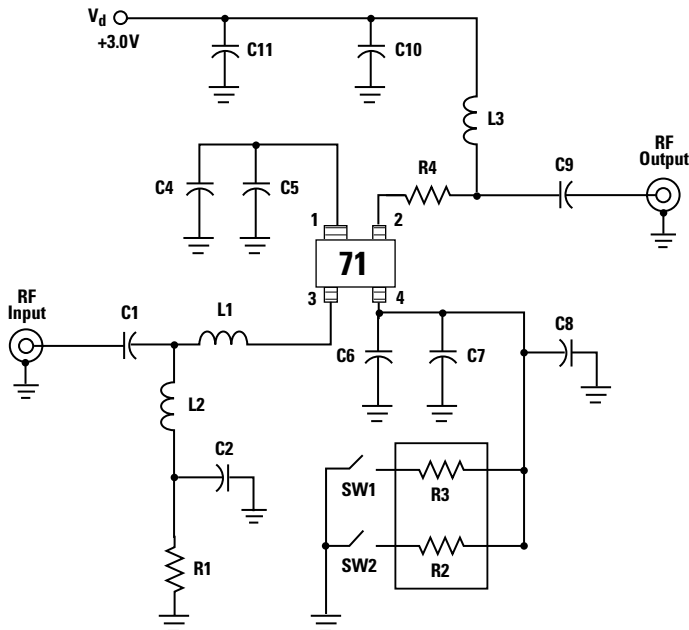 Vd
+3.0V
C11
C10
L3
RF
Output
C9
R4
C4
C5
1
2
71
3
4
RF
Input
C1
L1
C6
C7
C8
L2
C2
SW1
R3
R1
SW2
R2